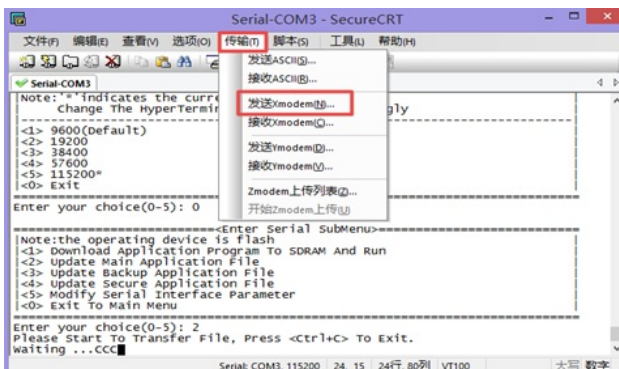 Serial-COM3 - SecureCRT
文件(F) 编辑(E) 查看(V) 选项(O) 传输(T) 脚本(S) 工具(L) 帮助(H)
发送ASCII(S)...
接收ASCII(R)...
发送Xmodem(N)...
接收Xmodem(C)...
发送Ymodem(D)...
接收Ymodem(V)...
Zmodem上传列表(Z)...
开始Zmodem上传(U)
Serial-COM3
Note:'*'indicates the curre
Change The HyperTermin gly
<1> 9600(Default)
<2> 19200
<3> 38400
<4> 57600
<5> 115200*
<0> Exit
Enter your choice(0-5): 0
<Enter Serial SubMenu>
Note:the operating device is flash
<1> Download Application Program To SDRAM And Run
<2> Update Main Application File
<3> Update Backup Application File
<4> Update Secure Application File
<5> Modify Serial Interface Parameter
<0> Exit To Main Menu
Enter your choice(0-5): 2
Please Start To Transfer File, Press <Ctrl+C> To Exit.
Waiting ...CCC
Serial: COM3, 115200 24, 15 24行, 80列 VT100 大写 数字